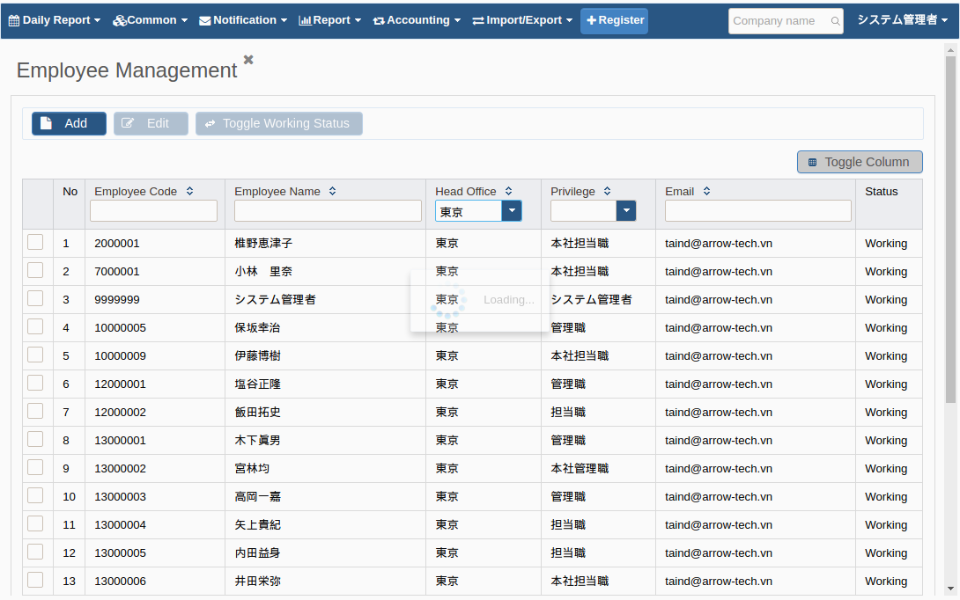 Daily Report Common Notification Report Accounting Import/Export Register Company name システム管理者
Employee Management
Add Edit Toggle Working Status
Toggle Column
No Employee Code Employee Name Head Office Privilege Email Status
東京
1 2000001 椎野恵津子 東京 本社担当職 taind@arrow-tech.vn Working
2 7000001 小林　里奈 東京 本社担当職 taind@arrow-tech.vn Working
3 9999999 システム管理者 東京 システム管理者 taind@arrow-tech.vn Working
Loading...
4 10000005 保坂幸治 東京 管理職 taind@arrow-tech.vn Working
5 10000009 伊藤博樹 東京 本社担当職 taind@arrow-tech.vn Working
6 12000001 塩谷正隆 東京 管理職 taind@arrow-tech.vn Working
7 12000002 飯田拓史 東京 担当職 taind@arrow-tech.vn Working
8 13000001 木下眞男 東京 管理職 taind@arrow-tech.vn Working
9 13000002 宮林均 東京 本社管理職 taind@arrow-tech.vn Working
10 13000003 高岡一嘉 東京 管理職 taind@arrow-tech.vn Working
11 13000004 矢上貴紀 東京 担当職 taind@arrow-tech.vn Working
12 13000005 内田益身 東京 担当職 taind@arrow-tech.vn Working
13 13000006 井田栄弥 東京 本社担当職 taind@arrow-tech.vn Working